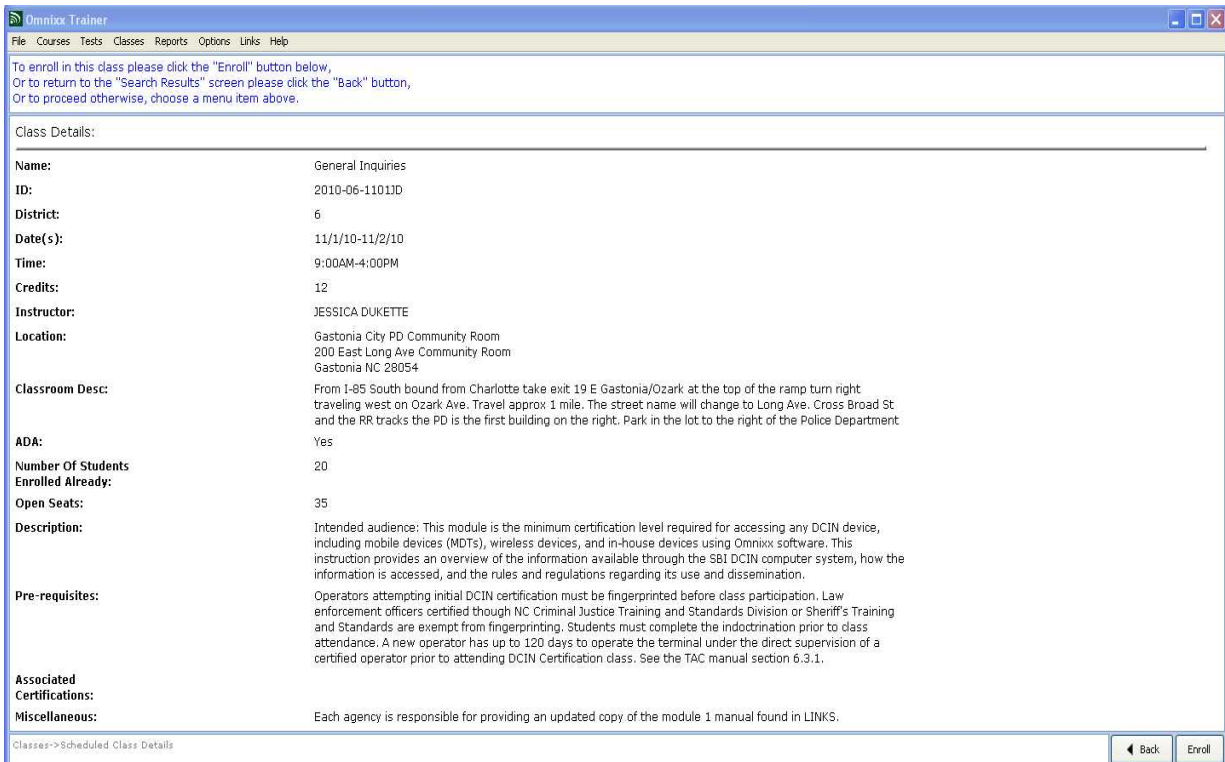 Omnixx Trainer
File Courses Tests Classes Reports Options Links Help
To enroll in this class please click the "Enroll" button below,
Or to return to the "Search Results" screen please click the "Back" button,
Or to proceed otherwise, choose a menu item above.
Class Details:
Name: General Inquiries
ID: 2010-06-1101JD
District: 6
Date(s): 11/1/10-11/2/10
Time: 9:00AM-4:00PM
Credits: 12
Instructor: JESSICA DUKETTE
Location: Gastonia City PD Community Room
200 East Long Ave Community Room
Gastonia NC 28054
Classroom Desc: From I-85 South bound from Charlotte take exit 19 E Gastonia/Ozark at the top of the ramp turn right
traveling west on Ozark Ave. Travel approx 1 mile. The street name will change to Long Ave. Cross Broad St
and the RR tracks the PD is the first building on the right. Park in the lot to the right of the Police Department
ADA: Yes
Number Of Students 20
Enrolled Already:
Open Seats: 35
Description: Intended audience: This module is the minimum certification level required for accessing any DCIN device,
including mobile devices (MDTs), wireless devices, and in-house devices using Omnixx software. This
instruction provides an overview of the information available through the SBI DCIN computer system, how the
information is accessed, and the rules and regulations regarding its use and dissemination.
Pre-requisites: Operators attempting initial DCIN certification must be fingerprinted before class participation. Law
enforcement officers certified though NC Criminal Justice Training and Standards Division or Sheriff's Training
and Standards are exempt from fingerprinting. Students must complete the indoctrination prior to class
attendance. A new operator has up to 120 days to operate the terminal under the direct supervision of a
certified operator prior to attending DCIN Certification class. See the TAC manual section 6.3.1.
Associated
Certifications:
Miscellaneous: Each agency is responsible for providing an updated copy of the module 1 manual found in LINKS.
Classes->Scheduled Class Details
Back Enroll